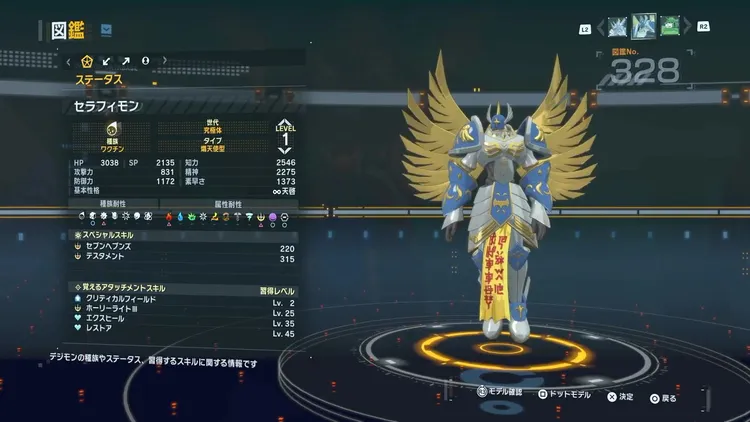 図鑑
L2
R2
図鑑No.
328
ステータス
セラフィモン
種族
ワクチン
世代
究極体
タイプ
熾天使型
LEVEL
1
HP 3038 SP 2135 知力 2546
攻撃力 831 精神 2275
防御力 1172 素早さ 1373
基本性格 天啓
種族耐性 属性耐性
スペシャルスキル
セブンヘブンズ 220
テスタメント 315
覚えるアタッチメントスキル 習得レベル
クリティカルフィールド Lv. 2
ホーリーライトⅢ Lv. 25
エクスヒール Lv. 35
レストア Lv. 45
デジモンの種族やステータス、習得するスキルに関する情報です
R3 モデル確認 ドットモデル 決定 戻る